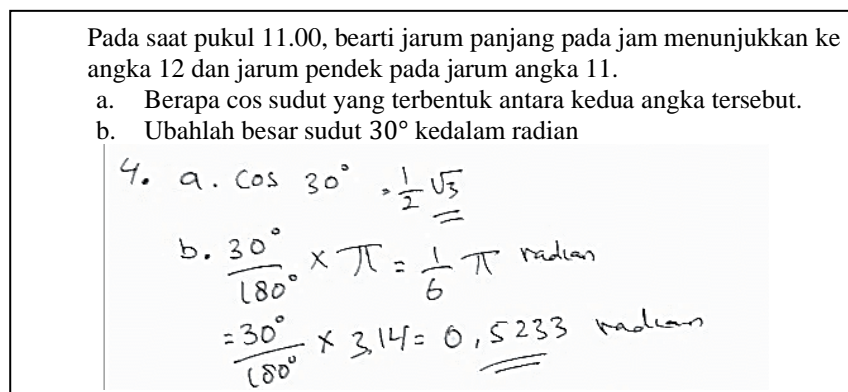 Pada saat pukul 11.00, bearti jarum panjang pada jam menunjukkan ke
angka 12 dan jarum pendek pada jarum angka 11.
a. Berapa cos sudut yang terbentuk antara kedua angka tersebut.
b. Ubahlah besar sudut 30° kedalam radian
4. a. cos 30° = 1/2 √3
b. 30°/180° × π = 1/6 π radian
= 30°/180° × 3,14 = 0,5233 radian